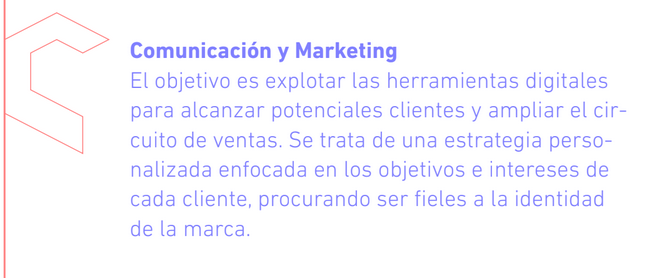 Comunicación y Marketing
El objetivo es explotar las herramientas digitales
para alcanzar potenciales clientes y ampliar el cir-
cuito de ventas. Se trata de una estrategia perso-
nalizada enfocada en los objetivos e intereses de
cada cliente, procurando ser fieles a la identidad
de la marca.